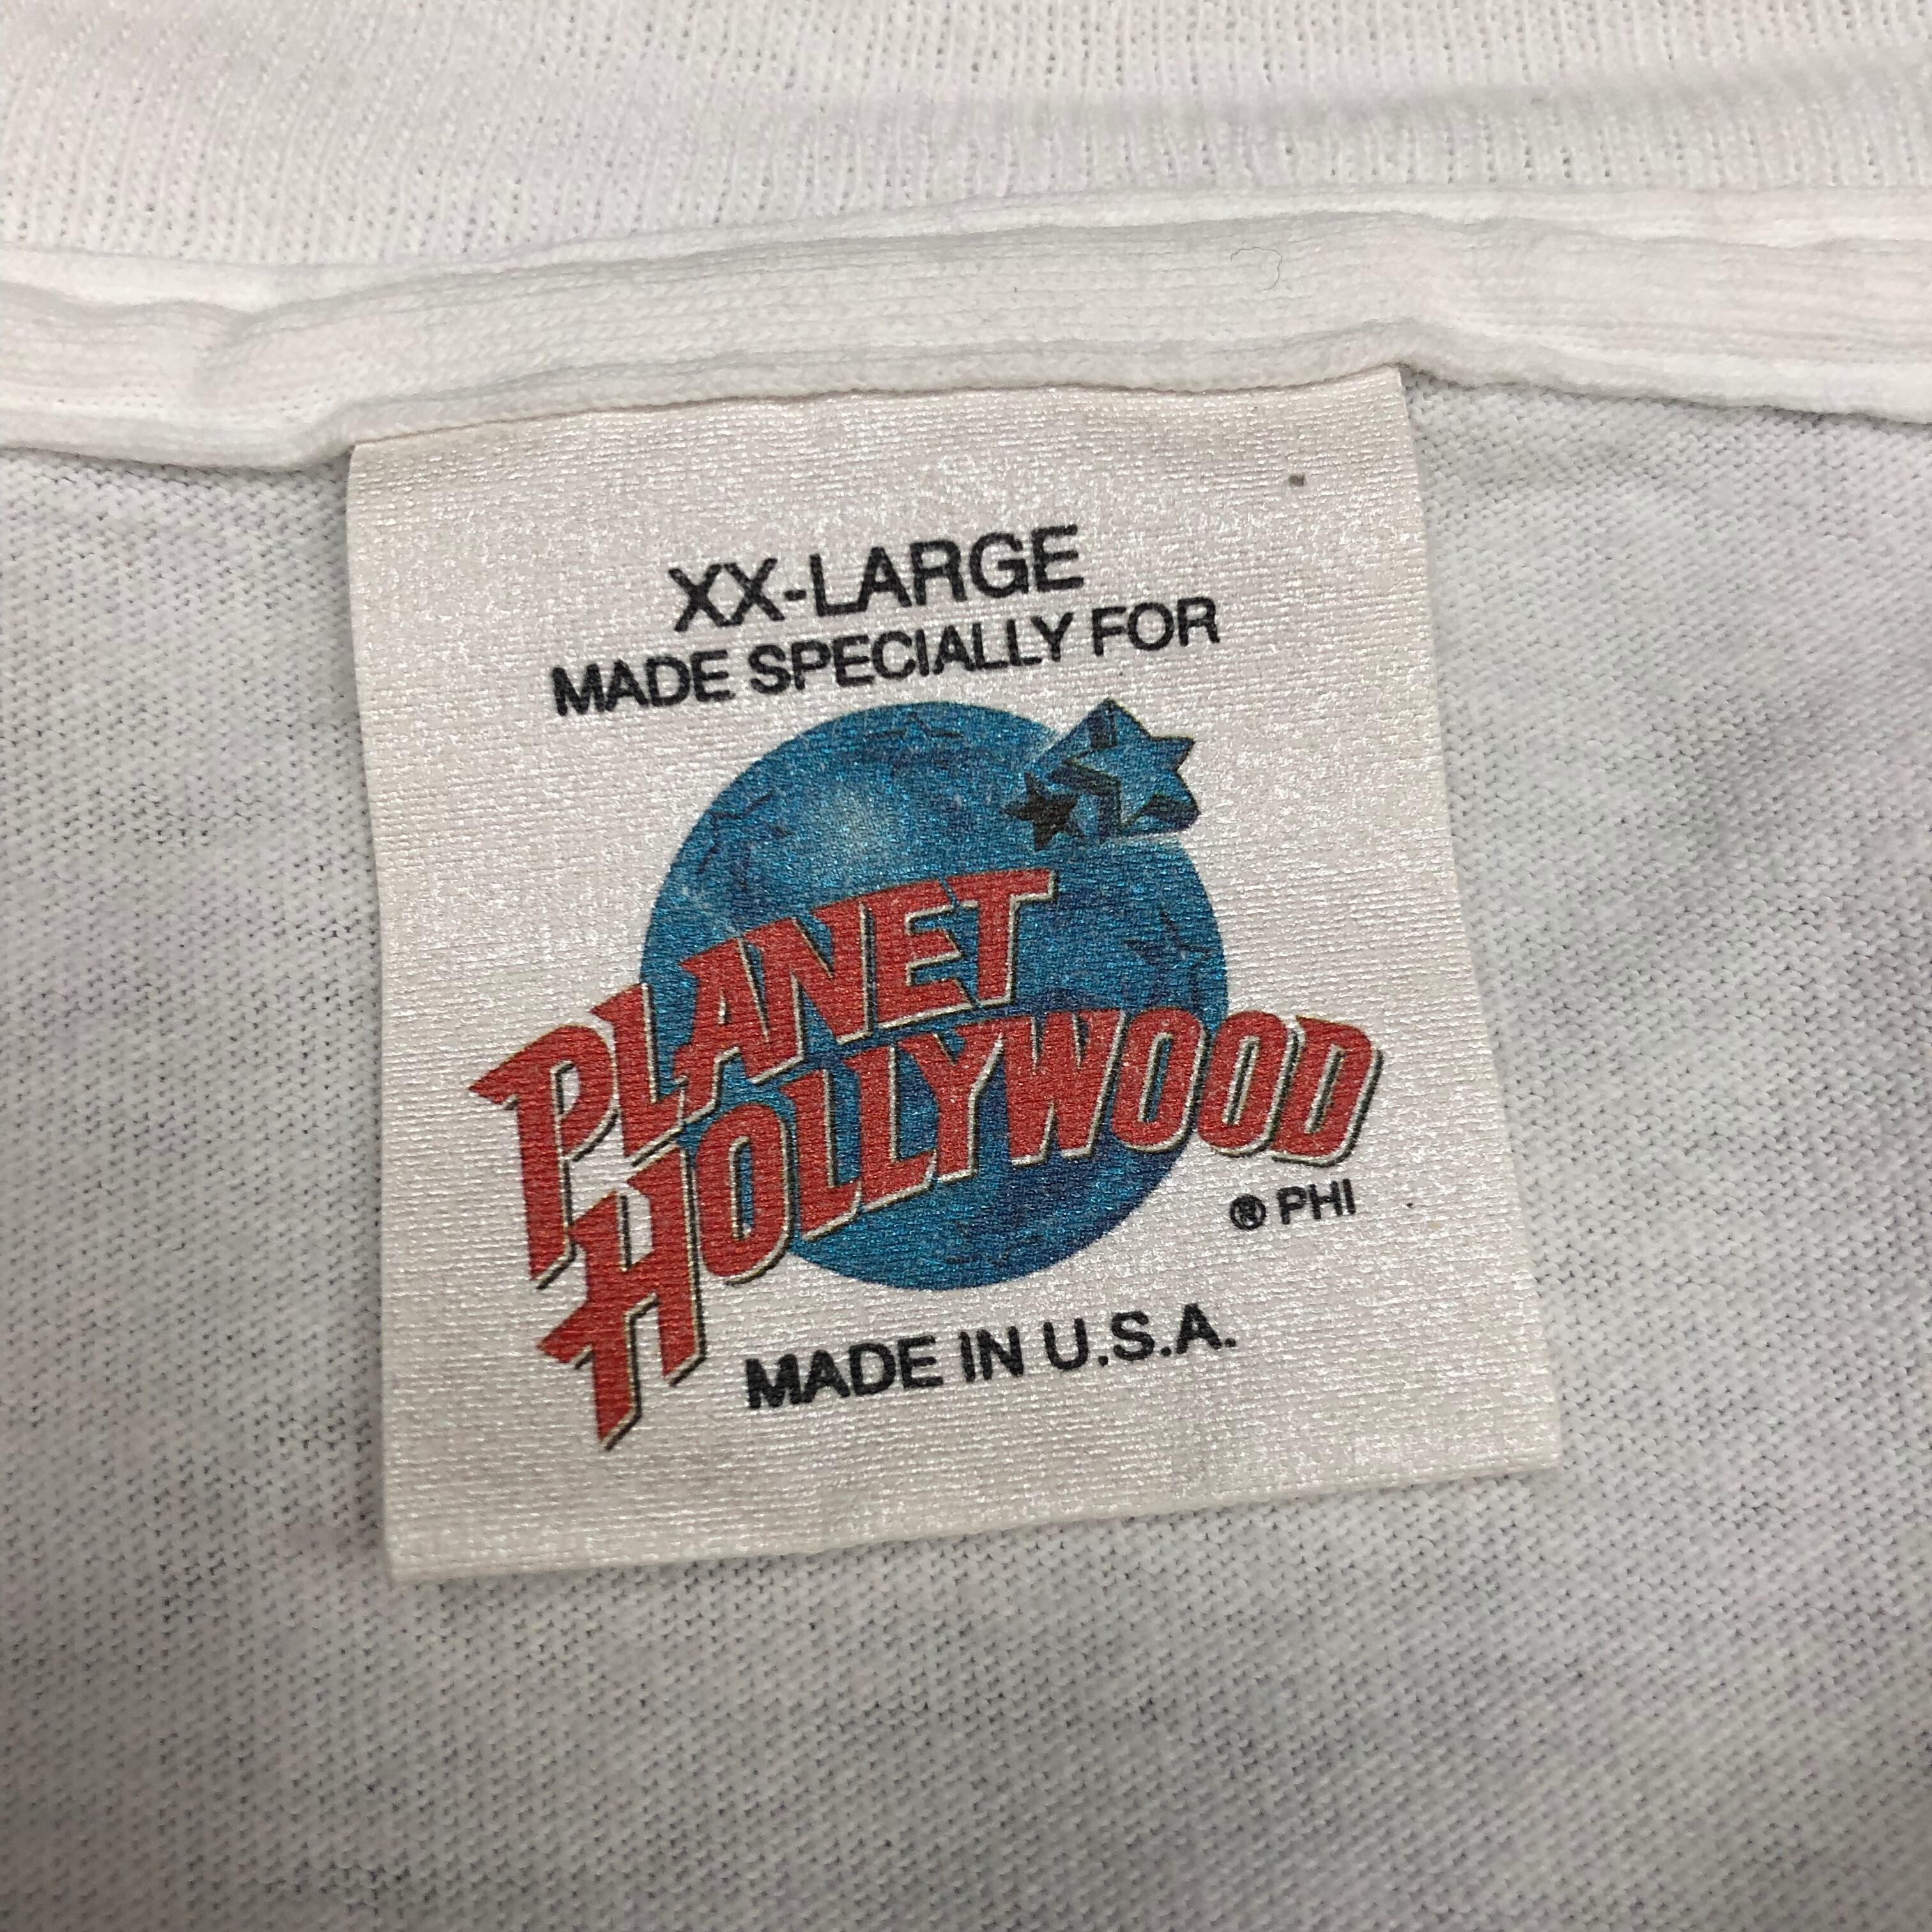 XX-LARGE
MADE SPECIALLY FOR
PLANET
HOLLYWOOD
® PHI
MADE IN U.S.A.